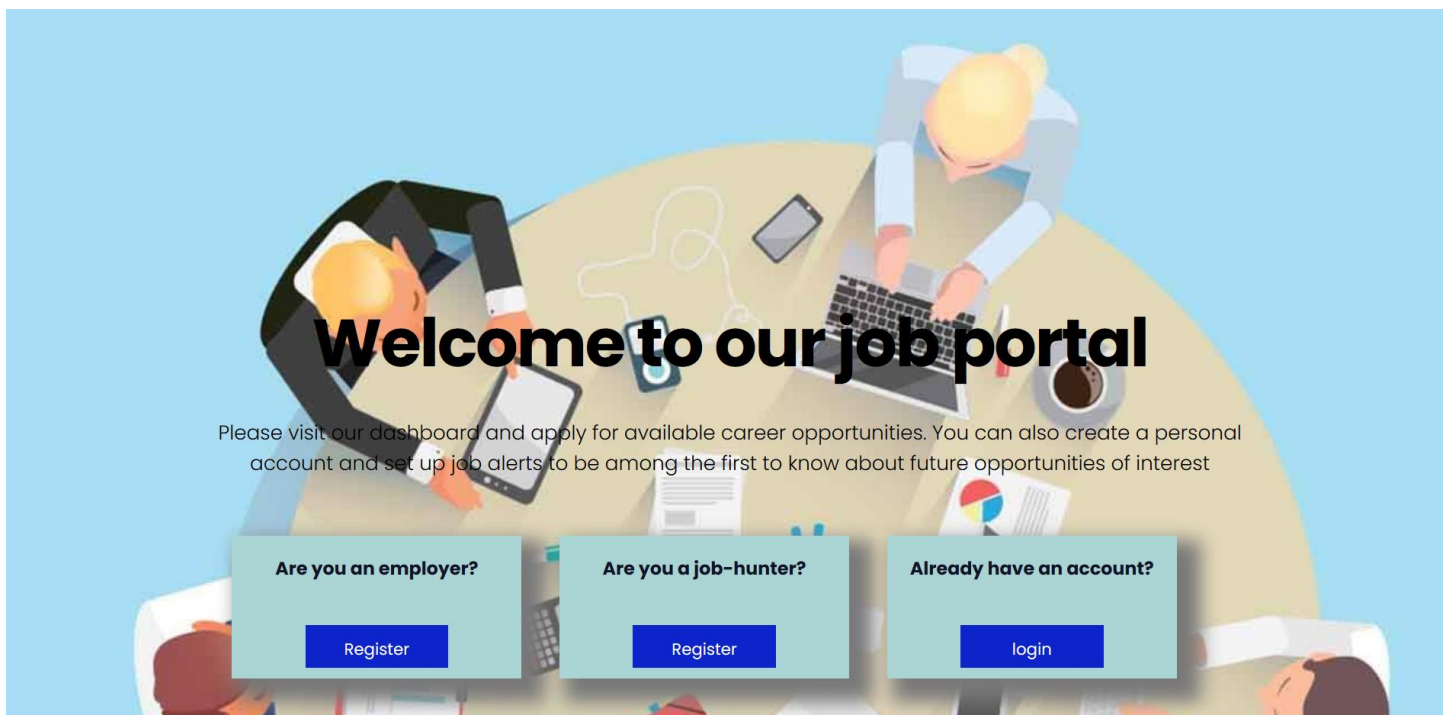 Welcome to our job portal
Please visit our dashboard and apply for available career opportunities. You can also create a personal
account and set up job alerts to be among the first to know about future opportunities of interest
Are you an employer?
Are you a job-hunter?
Already have an account?
Register
Register
login